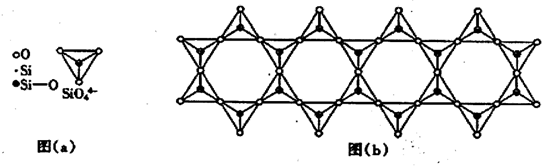 ○O
·Si
●Si—O
SiO₄⁴⁻
图(a)
图(b)